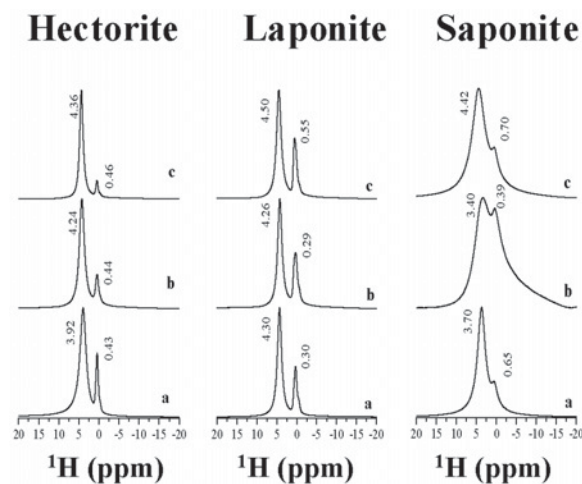 Hectorite Laponite Saponite
4.36 0.46 c
4.24 0.44 b
3.92 0.43 a
20 15 10 5 0 -5 -10 -15 -20
¹H (ppm)
4.50 0.55 c
4.26 0.29 b
4.30 0.30 a
20 15 10 5 0 -5 -10 -15 -20
¹H (ppm)
4.42 0.70 c
3.40 0.39 b
3.70 0.65 a
20 15 10 5 0 -5 -10 -15 -20
¹H (ppm)